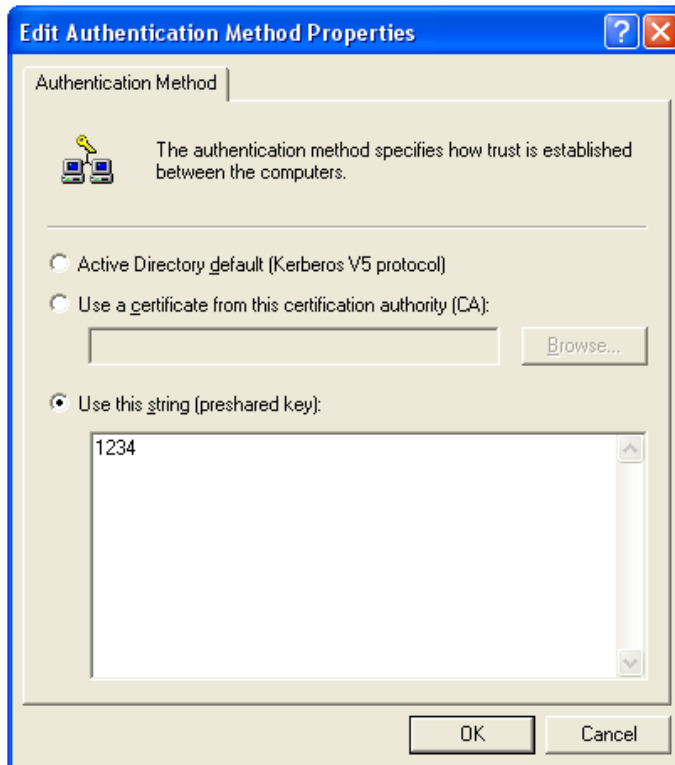 Edit Authentication Method Properties
Authentication Method
The authentication method specifies how trust is established
between the computers.
Active Directory default (Kerberos V5 protocol)
Use a certificate from this certification authority (CA):
Browse...
Use this string (preshared key):
1234
OK Cancel